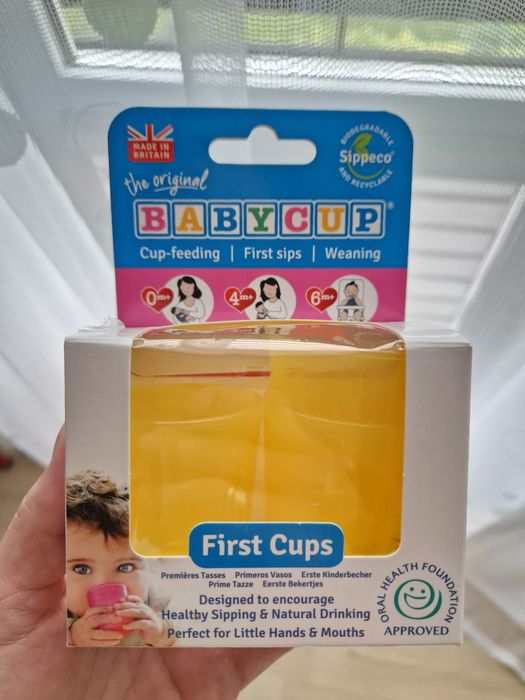 MADE IN
BRITAIN
BIODEGRADABLE
Sippeco®
AND RECYCLABLE
the original
BABYCUP®
Cup-feeding | First sips | Weaning
0m+ 4m+ 6m+
First Cups
Premières Tasses Primeros Vasos Erste Kinderbecher
Prime Tazze Eerste Bekertjes
Designed to encourage
Healthy Sipping & Natural Drinking
Perfect for Little Hands & Mouths
ORAL HEALTH FOUNDATION
APPROVED